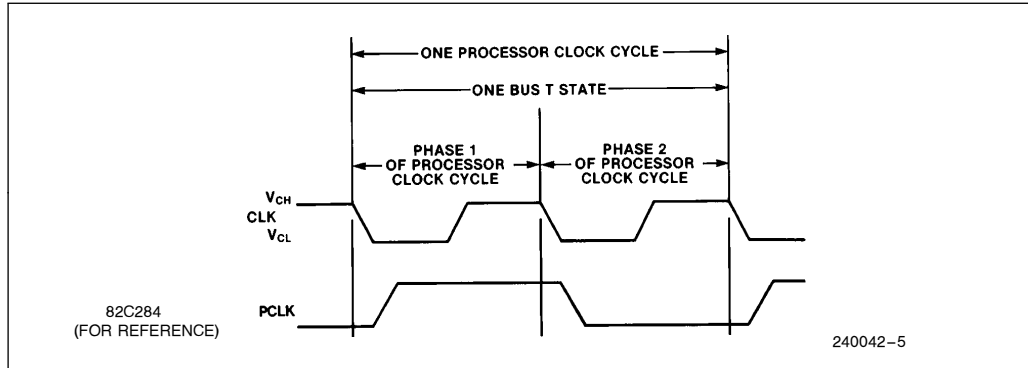 ONE PROCESSOR CLOCK CYCLE
ONE BUS T STATE
PHASE 1
OF PROCESSOR
CLOCK CYCLE
PHASE 2
OF PROCESSOR
CLOCK CYCLE
VCH
CLK
VCL
82C284
(FOR REFERENCE)
PCLK
240042–5